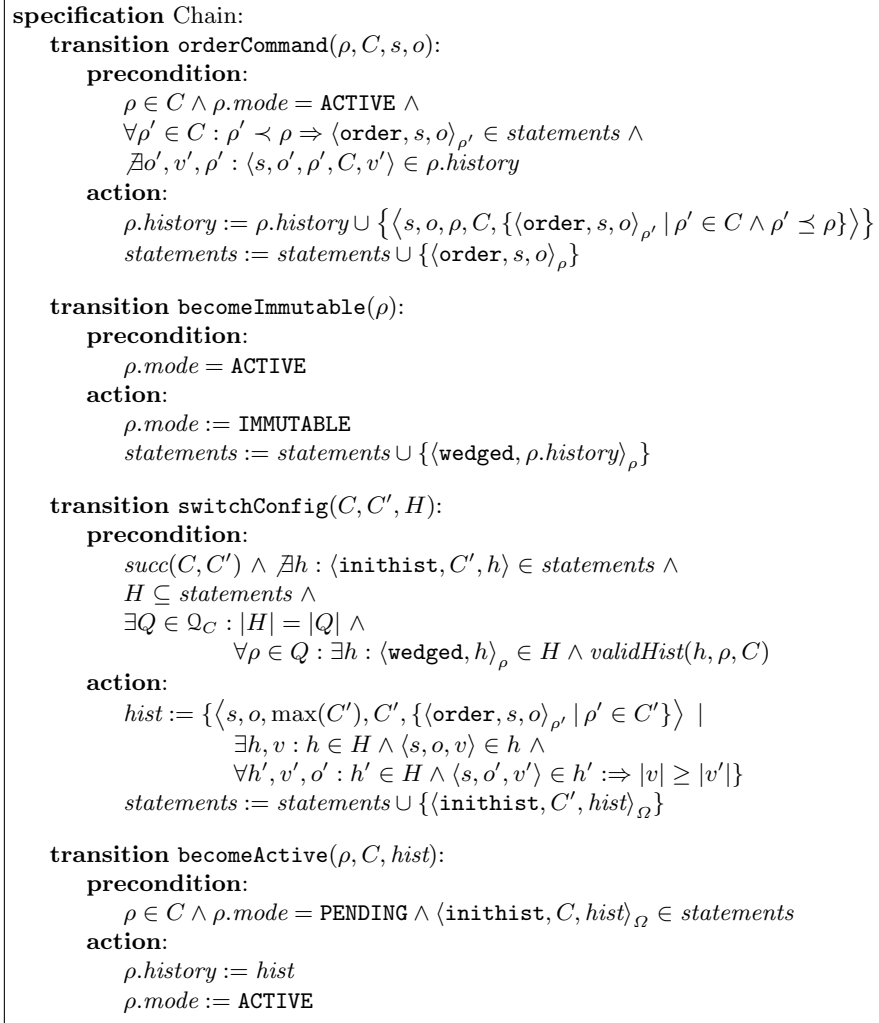 specification Chain:
transition orderCommand(ρ, C, s, o):
precondition:
ρ ∈ C ∧ ρ.mode = ACTIVE ∧
∀ρ′ ∈ C : ρ′ ≺ ρ ⇒ ⟨order, s, o⟩_ρ′ ∈ statements ∧
∄o′, v′, ρ′ : ⟨s, o′, ρ′, C, v′⟩ ∈ ρ.history
action:
ρ.history := ρ.history ∪ {⟨s, o, ρ, C, {⟨order, s, o⟩_ρ′ | ρ′ ∈ C ∧ ρ′ ⪯ ρ}⟩}
statements := statements ∪ {⟨order, s, o⟩_ρ}
transition becomeImmutable(ρ):
precondition:
ρ.mode = ACTIVE
action:
ρ.mode := IMMUTABLE
statements := statements ∪ {⟨wedged, ρ.history⟩_ρ}
transition switchConfig(C, C′, H):
precondition:
succ(C, C′) ∧ ∄h : ⟨inithist, C′, h⟩ ∈ statements ∧
H ⊆ statements ∧
∃Q ∈ 𝒬_C : |H| = |Q| ∧
∀ρ ∈ Q : ∃h : ⟨wedged, h⟩_ρ ∈ H ∧ validHist(h, ρ, C)
action:
hist := {⟨s, o, max(C′), C′, {⟨order, s, o⟩_ρ′ | ρ′ ∈ C′}⟩ |
∃h, v : h ∈ H ∧ ⟨s, o, v⟩ ∈ h ∧
∀h′, v′, o′ : h′ ∈ H ∧ ⟨s, o′, v′⟩ ∈ h′ :⇒ |v| ≥ |v′|}
statements := statements ∪ {⟨inithist, C′, hist⟩_Ω}
transition becomeActive(ρ, C, hist):
precondition:
ρ ∈ C ∧ ρ.mode = PENDING ∧ ⟨inithist, C, hist⟩_Ω ∈ statements
action:
ρ.history := hist
ρ.mode := ACTIVE